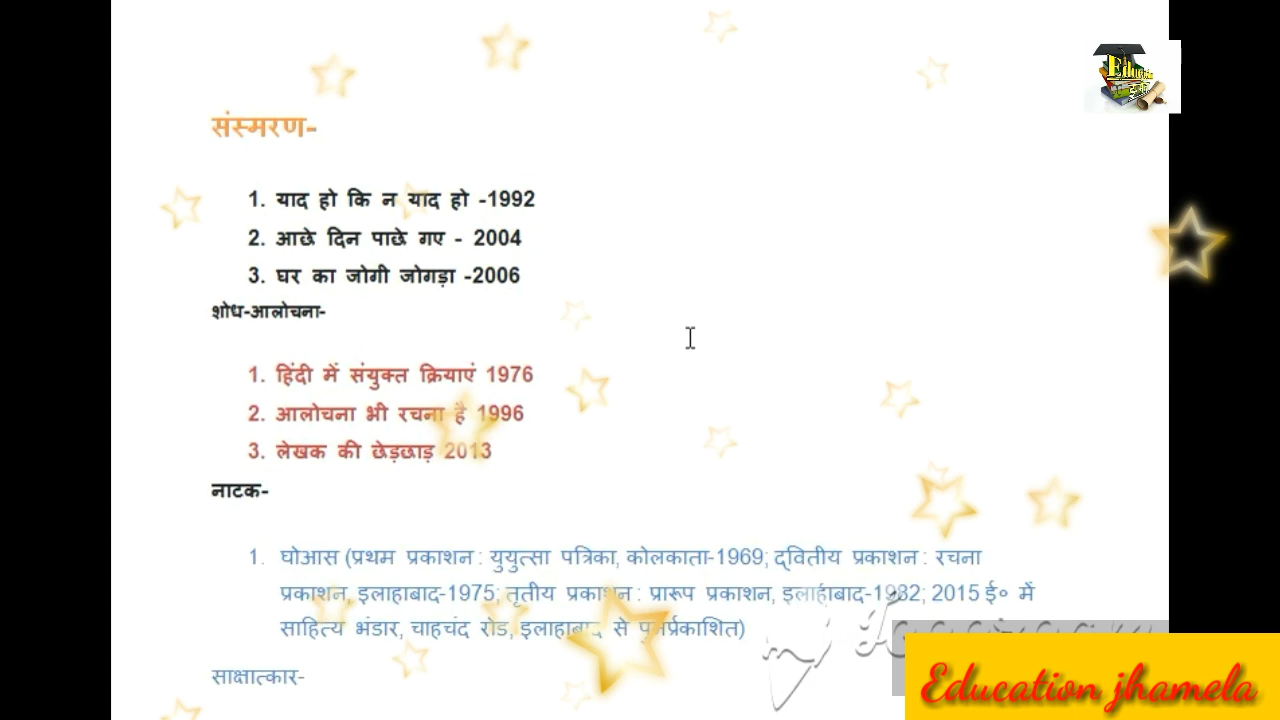 संस्मरण-
1. याद हो कि न याद हो -1992
2. आछे दिन पाछे गए - 2004
3. घर का जोगी जोगड़ा -2006
शोध-आलोचना-
1. हिंदी में संयुक्त क्रियाएं 1976
2. आलोचना भी रचना है 1996
3. लेखक की छेड़छाड़ 2013
नाटक-
1. घोआस (प्रथम प्रकाशन : युयुत्सा पत्रिका, कोलकाता-1969; द्वितीय प्रकाशन : रचना
प्रकाशन, इलाहाबाद-1975; तृतीय प्रकाशन : प्रारूप प्रकाशन, इलाहाबाद-1982; 2015 ई० में
साहित्य भंडार, चाहचंद रोड, इलाहाबाद से पुनर्प्रकाशित)
साक्षात्कार-
Education jhamela